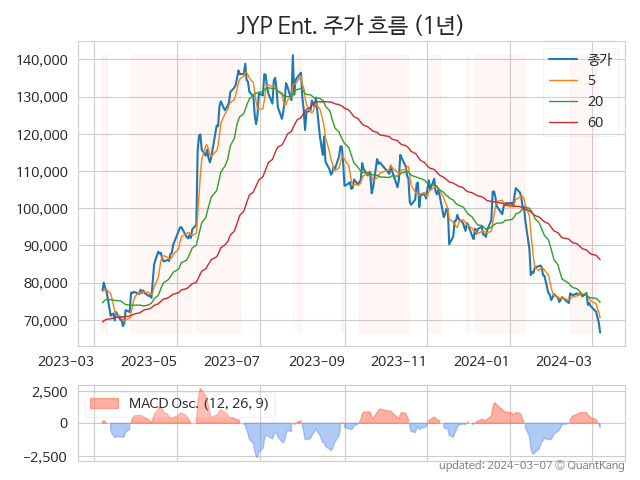 JYP Ent. 주가 흐름 (1년)
140,000
130,000
120,000
110,000
100,000
90,000
80,000
70,000
종가
5
20
60
2023-03 2023-05 2023-07 2023-09 2023-11 2024-01 2024-03
2,500
0
−2,500
MACD Osc. (12, 26, 9)
updated: 2024-03-07 © QuantKang